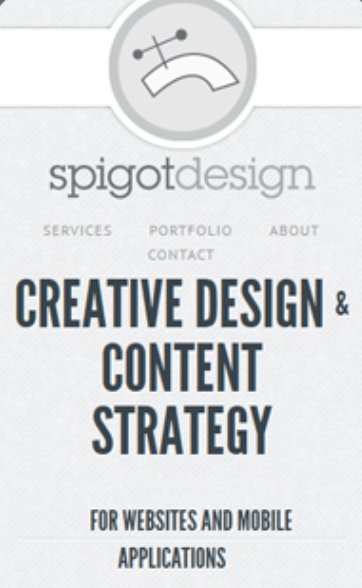 spigotdesign
SERVICES PORTFOLIO ABOUT
CONTACT
CREATIVE DESIGN &
CONTENT
STRATEGY
FOR WEBSITES AND MOBILE
APPLICATIONS